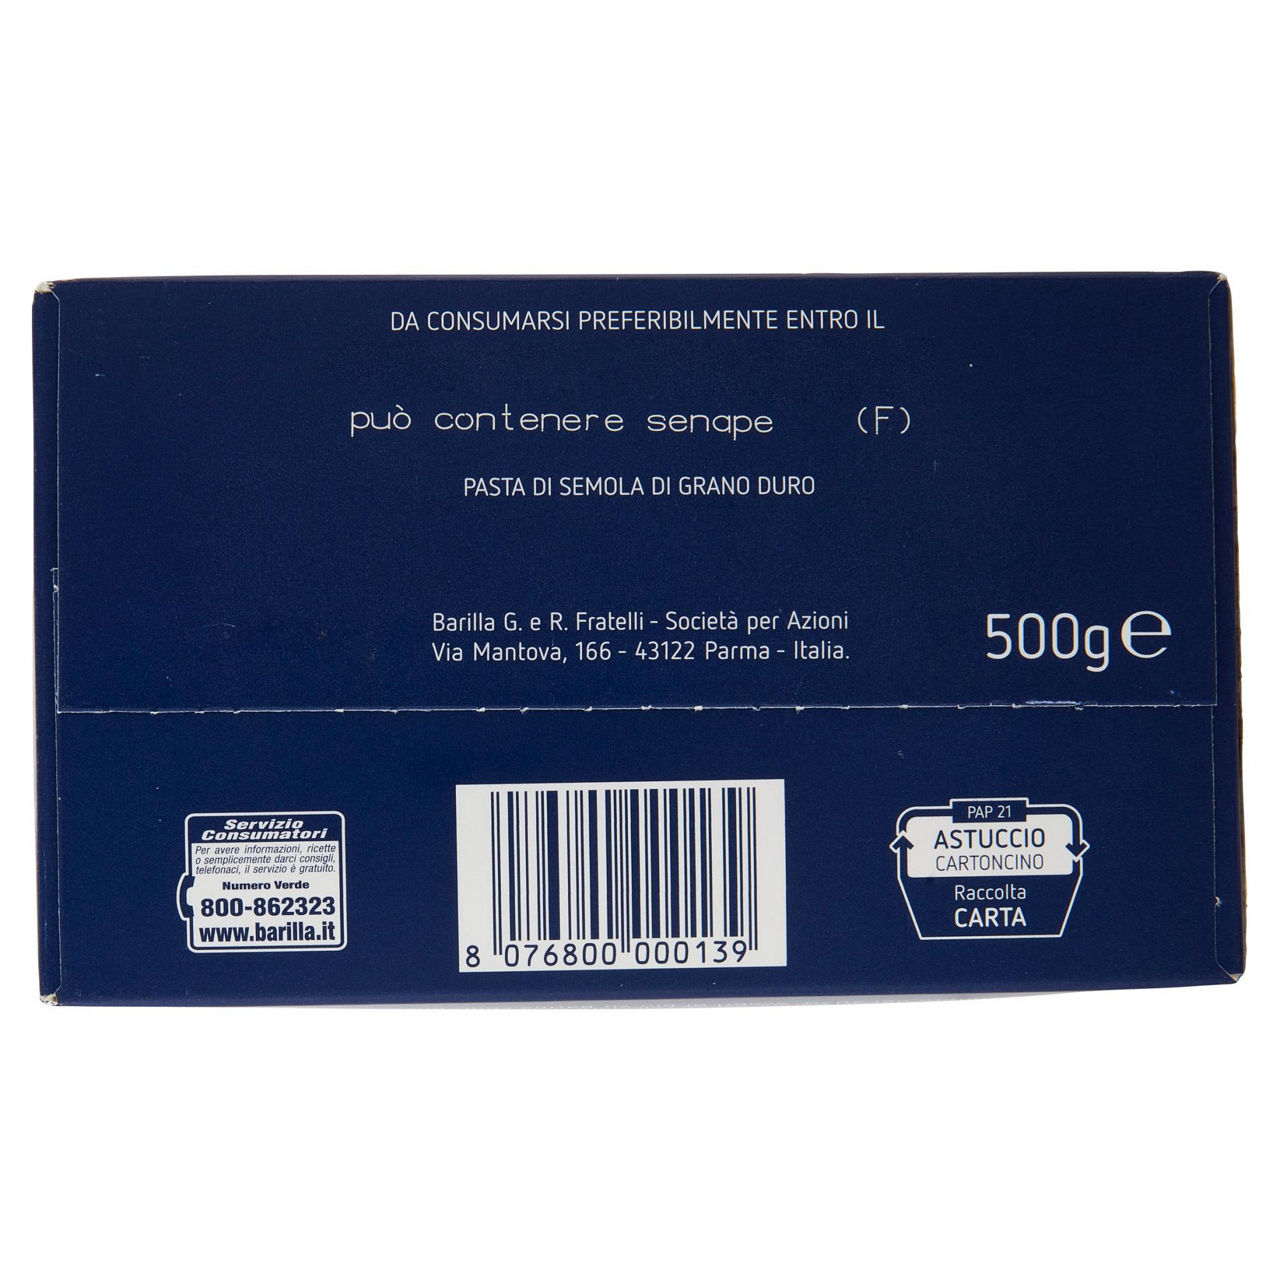 DA CONSUMARSI PREFERIBILMENTE ENTRO IL
può contenere senape (F)
PASTA DI SEMOLA DI GRANO DURO
Barilla G. e R. Fratelli - Società per Azioni
Via Mantova, 166 - 43122 Parma - Italia.
500g ℮
Servizio
Consumatori
Per avere informazioni, ricette
o semplicemente darci consigli,
telefonaci, il servizio è gratuito.
Numero Verde
800-862323
www.barilla.it
8 076800 000139
PAP 21
ASTUCCIO
CARTONCINO
Raccolta
CARTA